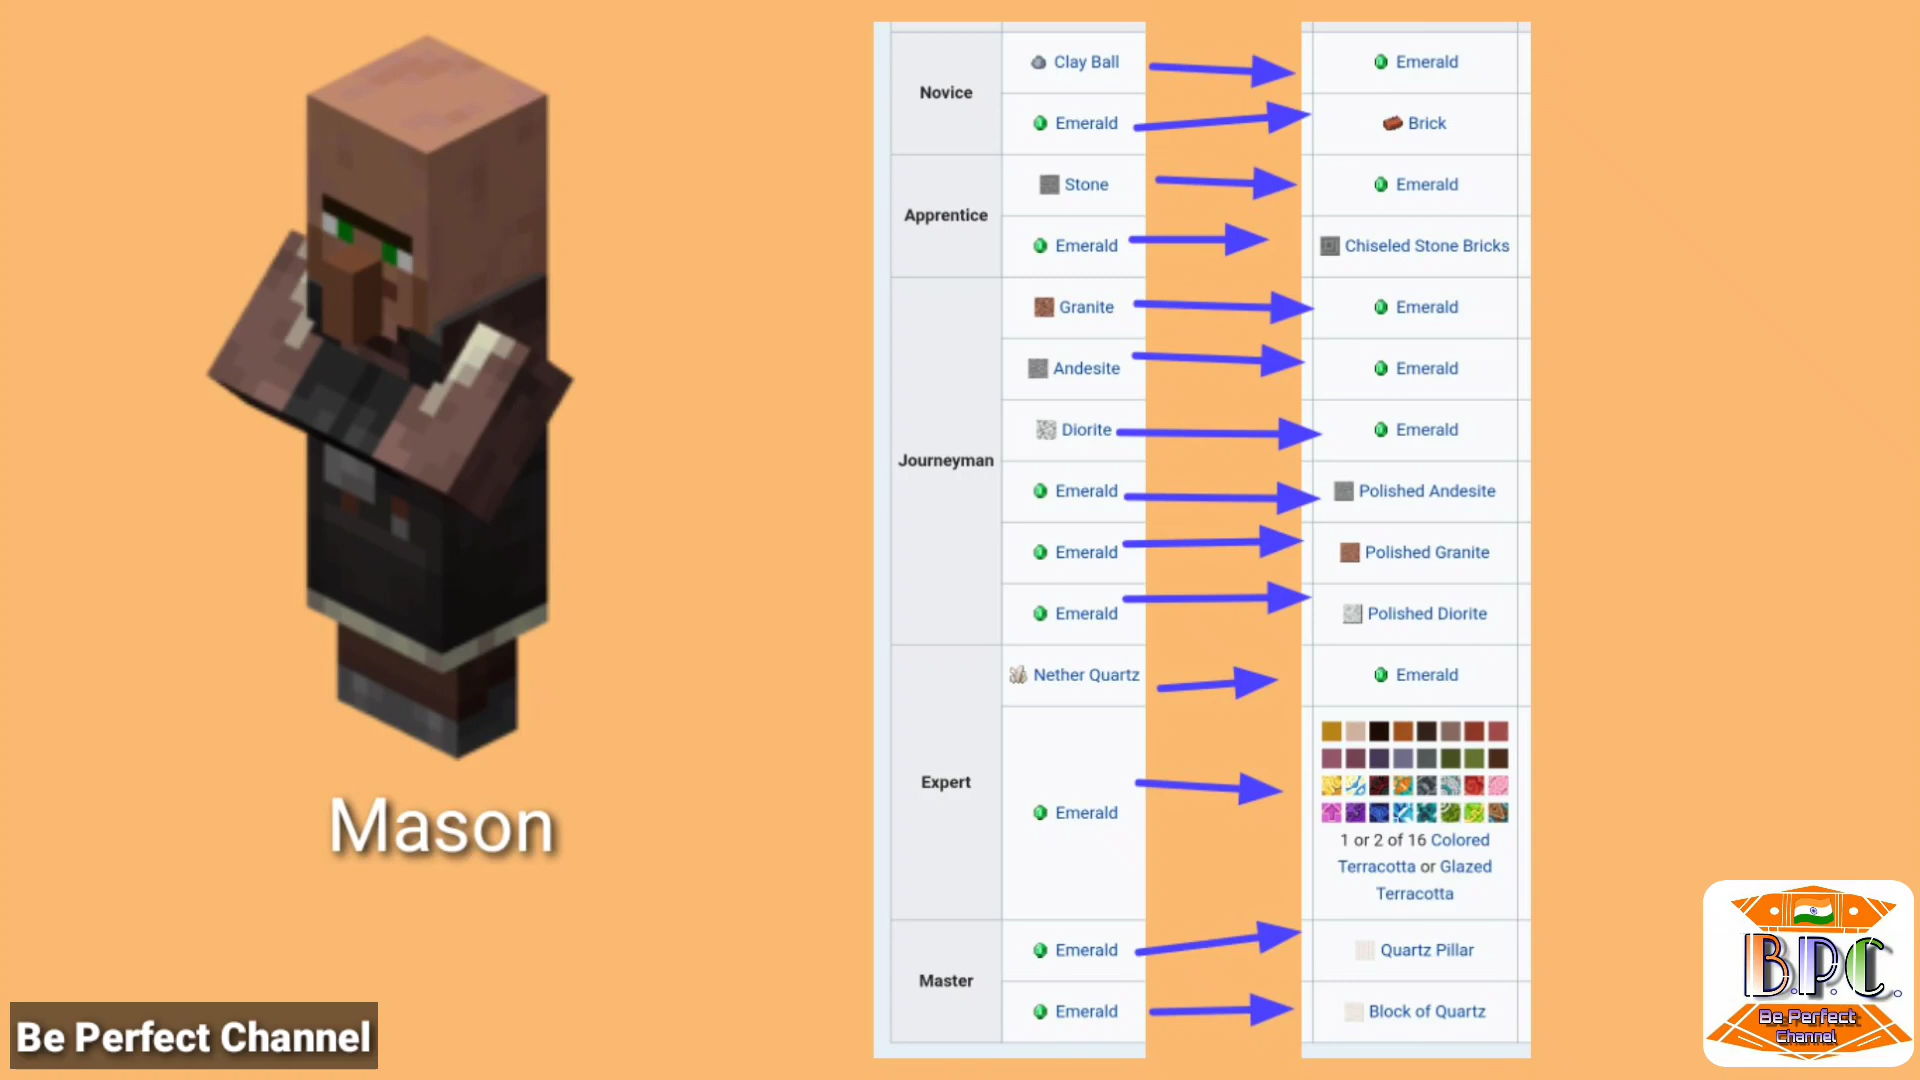 Novice
Clay Ball
Emerald
Emerald
Brick
Apprentice
Stone
Emerald
Emerald
Chiseled Stone Bricks
Journeyman
Granite
Emerald
Andesite
Emerald
Diorite
Emerald
Emerald
Polished Andesite
Emerald
Polished Granite
Emerald
Polished Diorite
Expert
Nether Quartz
Emerald
Emerald
1 or 2 of 16 Colored
Terracotta or Glazed
Terracotta
Master
Emerald
Quartz Pillar
Emerald
Block of Quartz
Mason
Be Perfect Channel
B.P.C.
Be Perfect
Channel